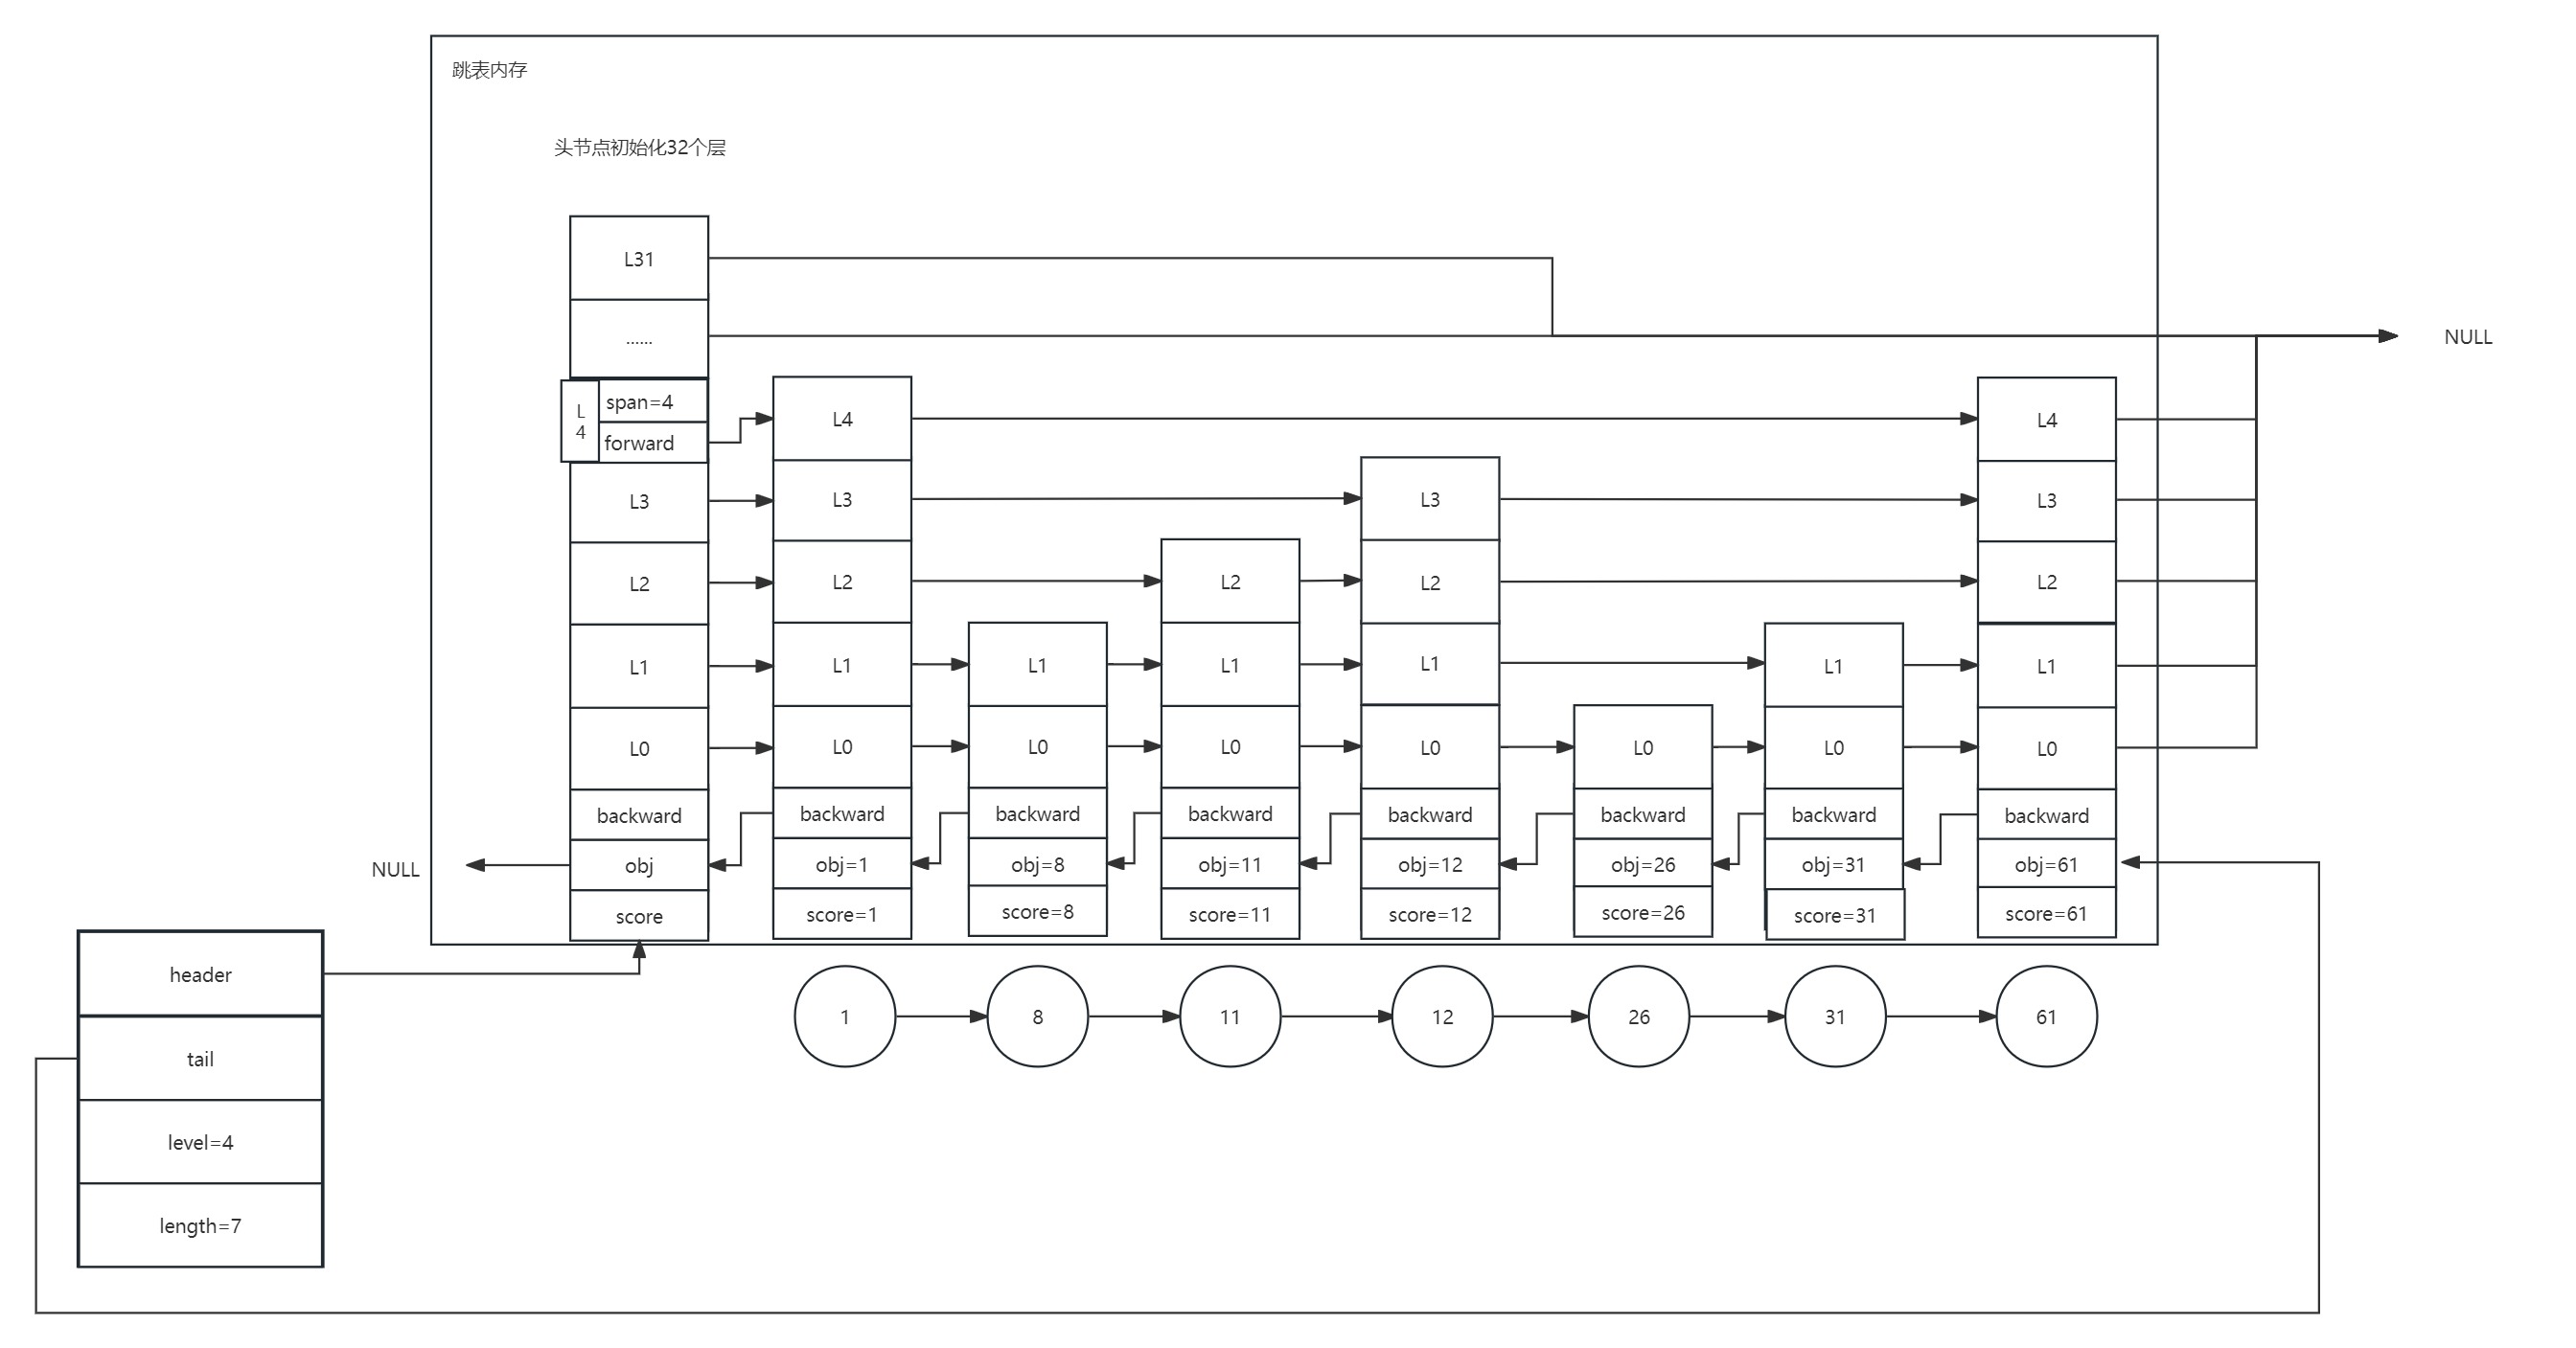 跳表内存
头节点初始化32个层
L31
......
NULL
L
4
span=4
forward
L4
L4
L3
L3
L3
L3
L2
L2
L2
L2
L2
L1
L1
L1
L1
L1
L1
L1
L0
L0
L0
L0
L0
L0
L0
L0
backward
backward
backward
backward
backward
backward
backward
backward
NULL
obj
obj=1
obj=8
obj=11
obj=12
obj=26
obj=31
obj=61
score
score=1
score=8
score=11
score=12
score=26
score=31
score=61
header
1
8
11
12
26
31
61
tail
level=4
length=7